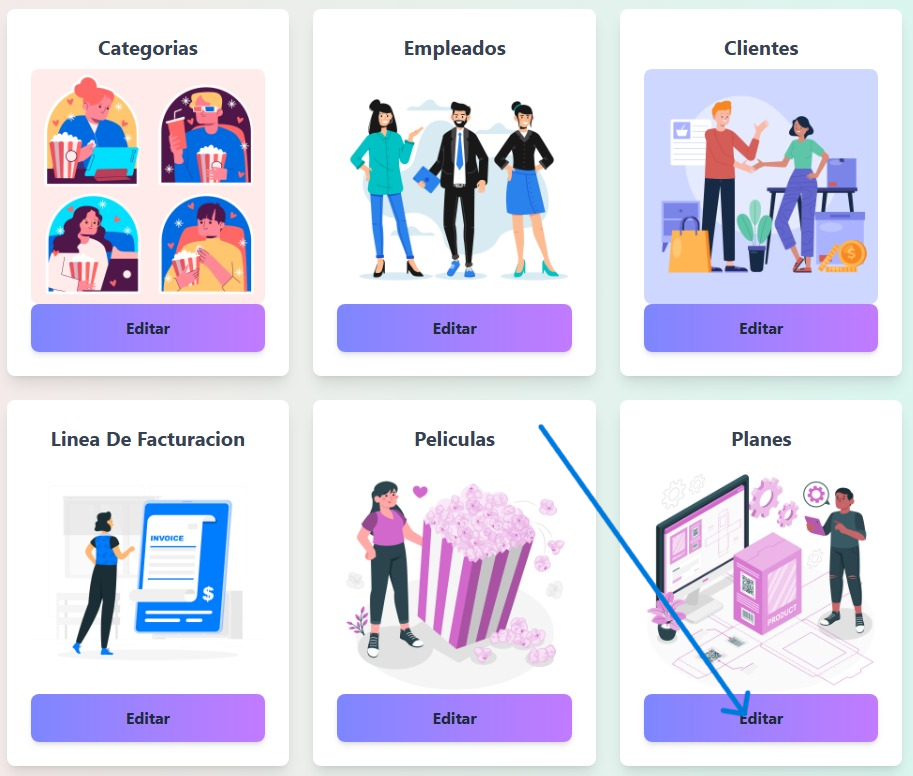 Categorias
Empleados
Clientes
Editar
Editar
Editar
Linea De Facturacion
Peliculas
Planes
INVOICE
$
$
PRODUCT
Editar
Editar
Editar